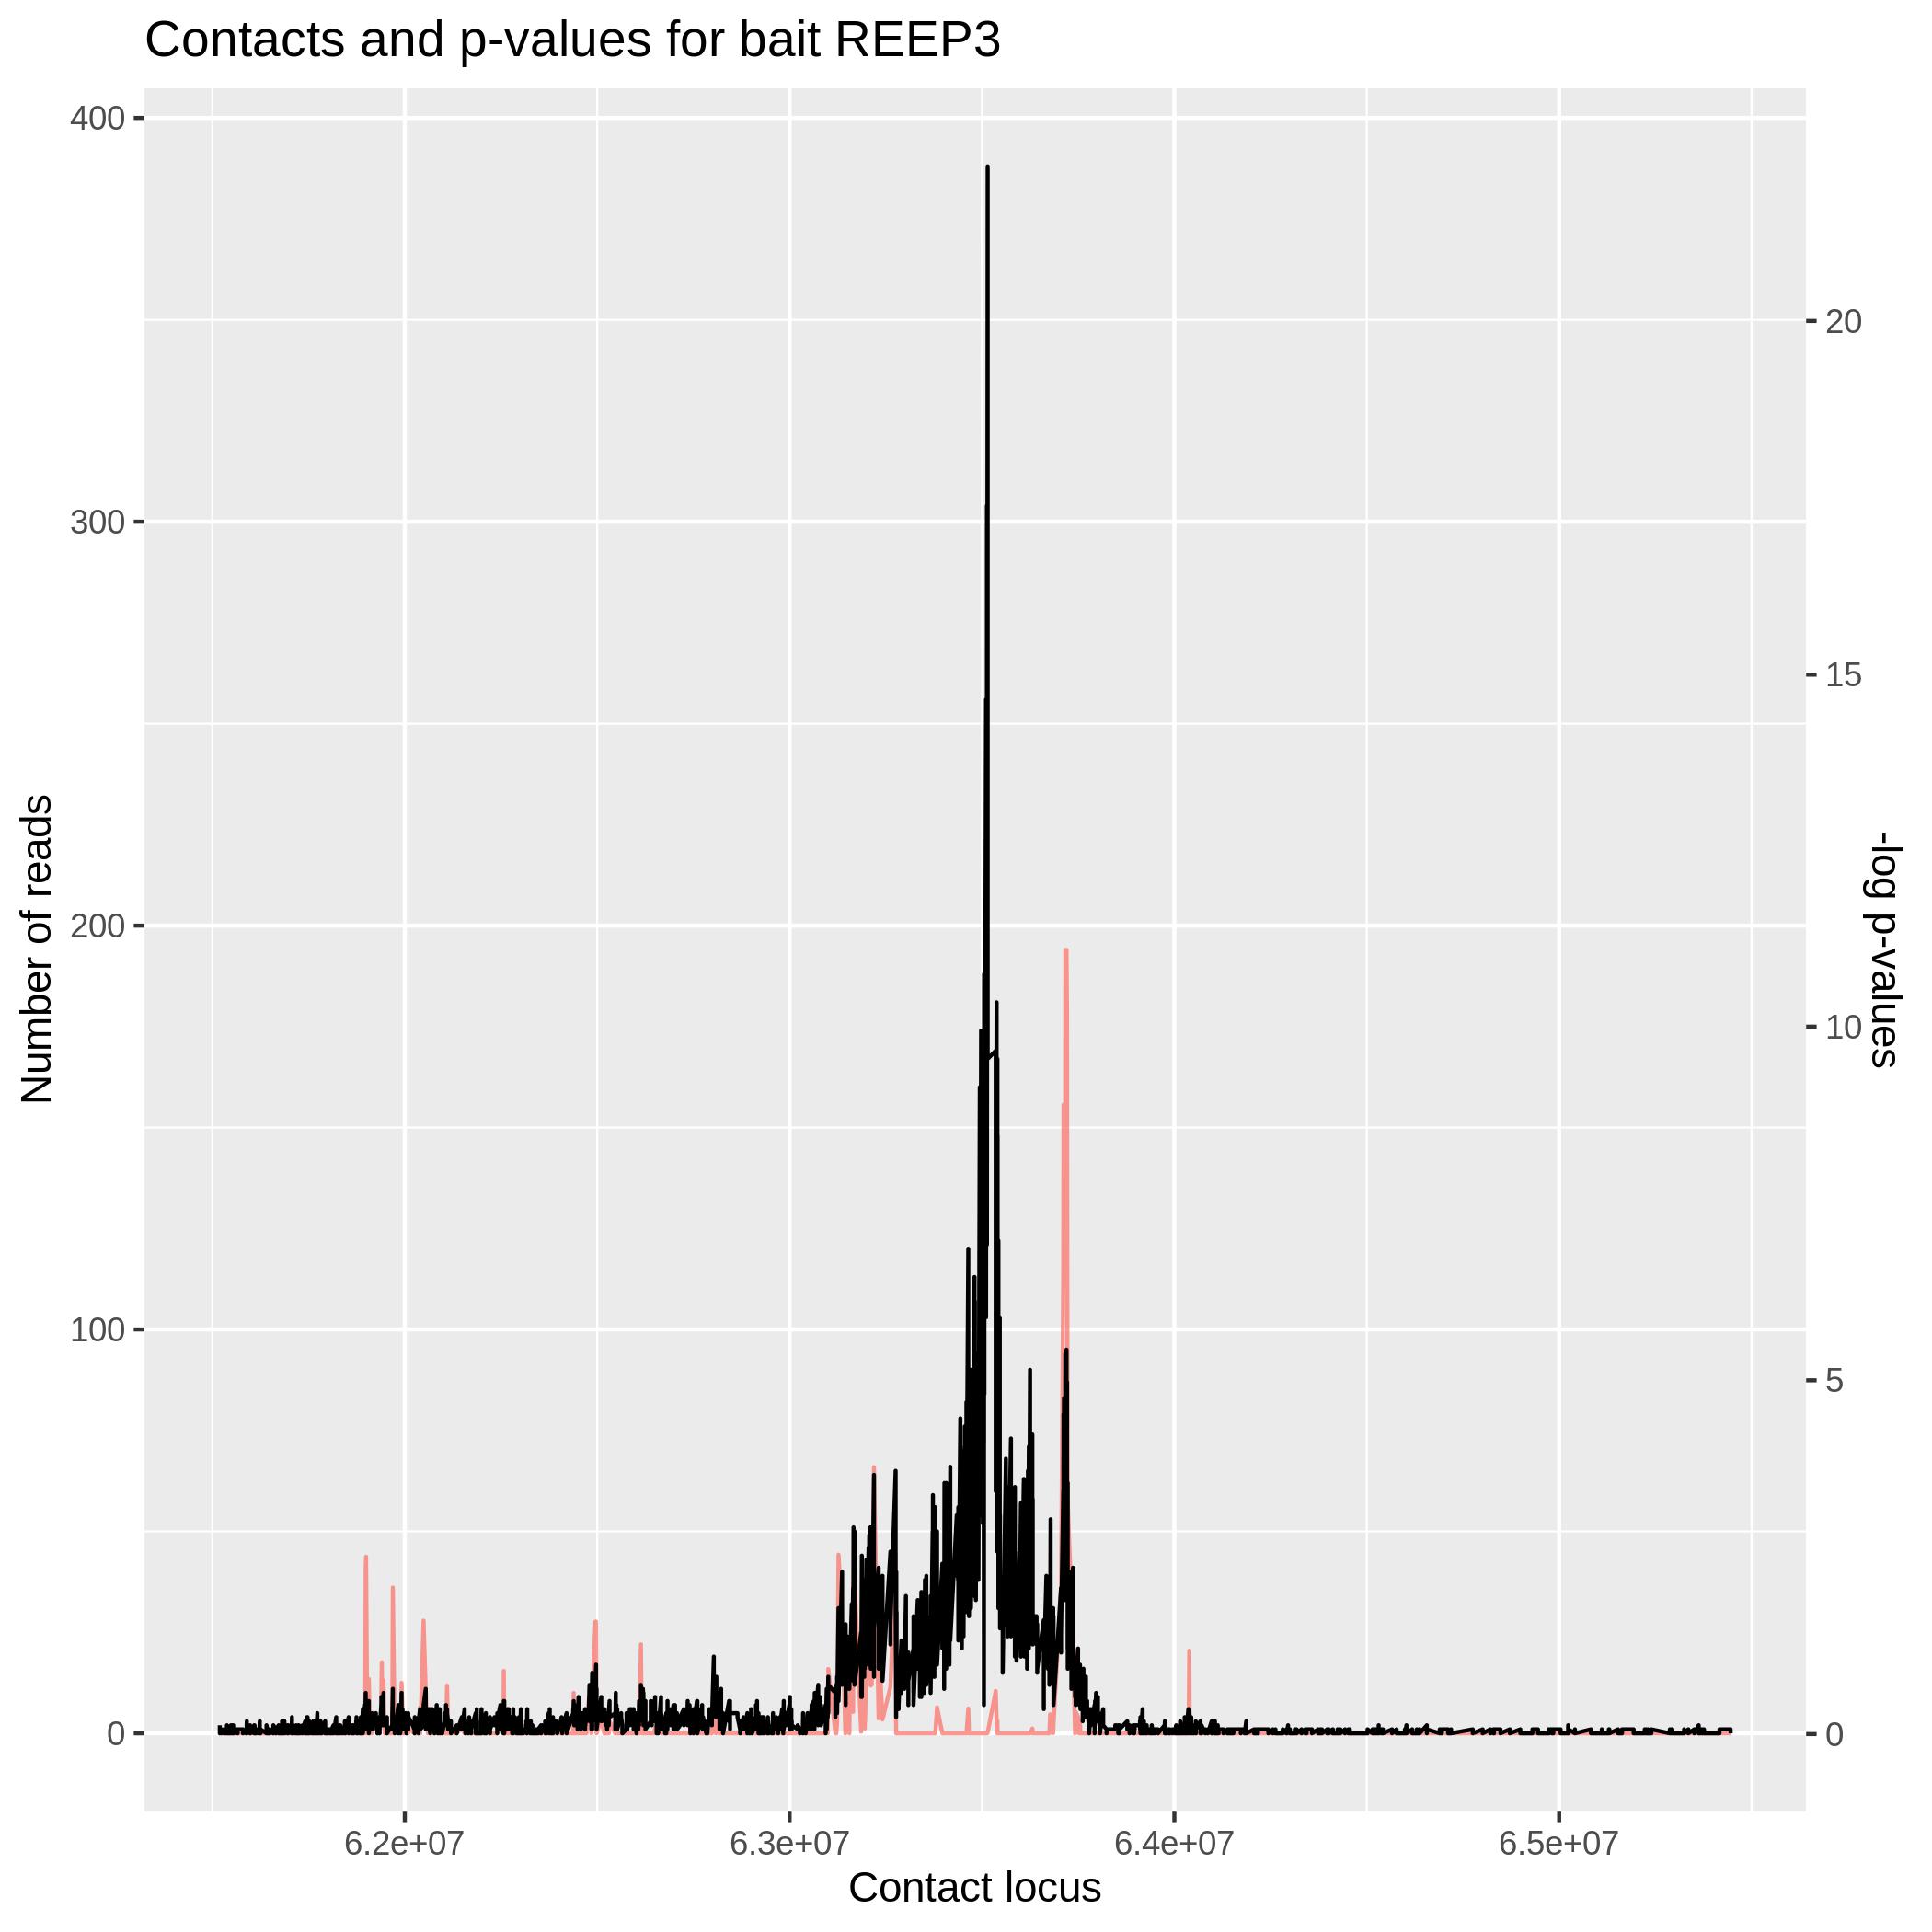 Contacts and p-values for bait REEP3
400
300
200
100
0
Number of reads
20
15
10
5
0
-log p-values
6.2e+07
6.3e+07
6.4e+07
6.5e+07
Contact locus